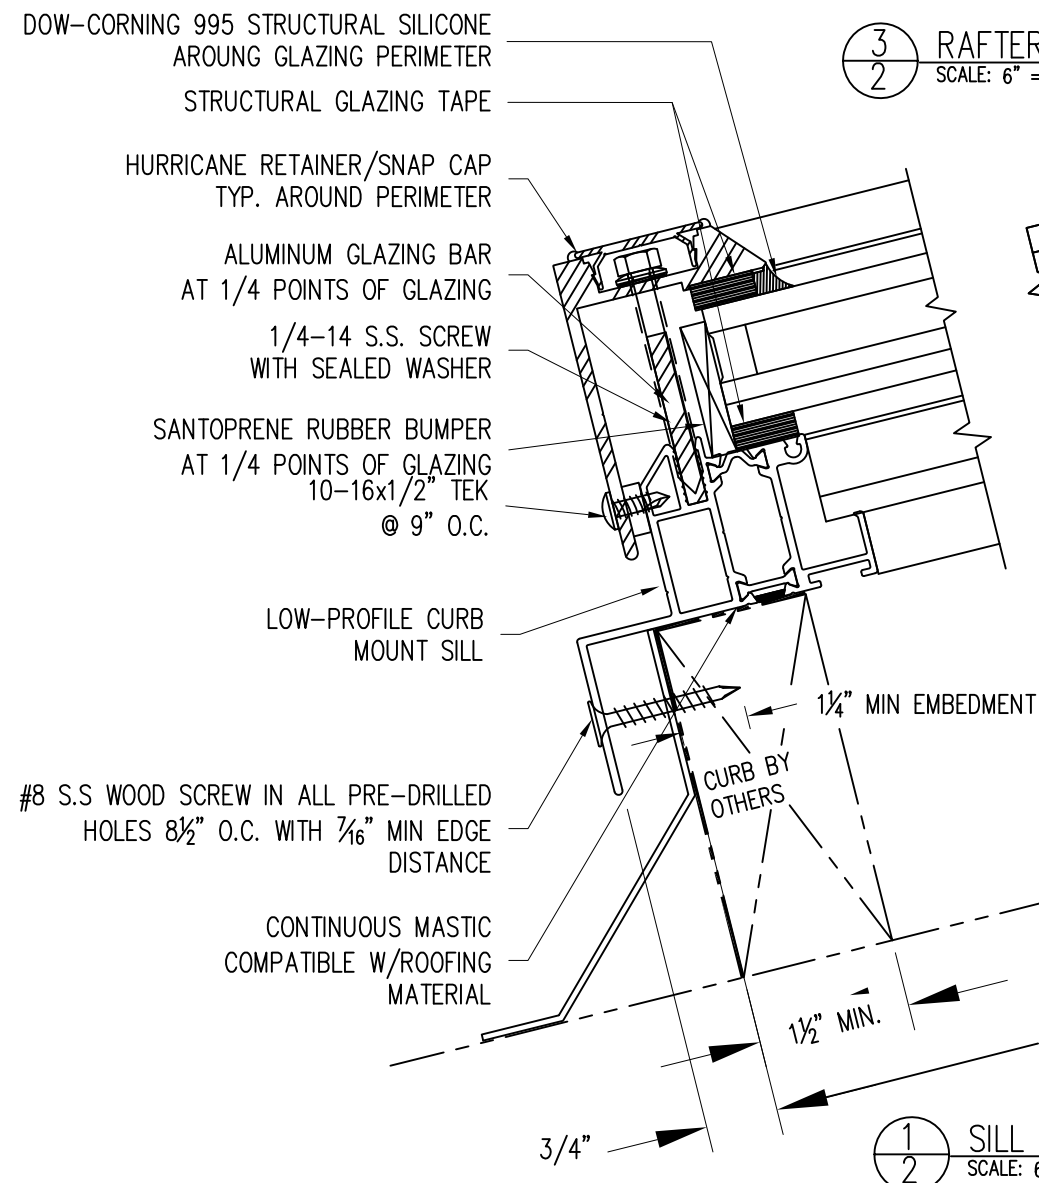 DOW-CORNING 995 STRUCTURAL SILICONE
AROUNG GLAZING PERIMETER
STRUCTURAL GLAZING TAPE
HURRICANE RETAINER/SNAP CAP
TYP. AROUND PERIMETER
ALUMINUM GLAZING BAR
AT 1/4 POINTS OF GLAZING
1/4-14 S.S. SCREW
WITH SEALED WASHER
SANTOPRENE RUBBER BUMPER
AT 1/4 POINTS OF GLAZING
10-16x1/2" TEK
@ 9" O.C.
LOW-PROFILE CURB
MOUNT SILL
#8 S.S WOOD SCREW IN ALL PRE-DRILLED
HOLES 8½" O.C. WITH 7⁄16" MIN EDGE
DISTANCE
CONTINUOUS MASTIC
COMPATIBLE W/ROOFING
MATERIAL
3
2
RAFTER
SCALE: 6" =
1¼" MIN EMBEDMENT
CURB BY
OTHERS
1½" MIN.
3/4"
1
2
SILL
SCALE: 6